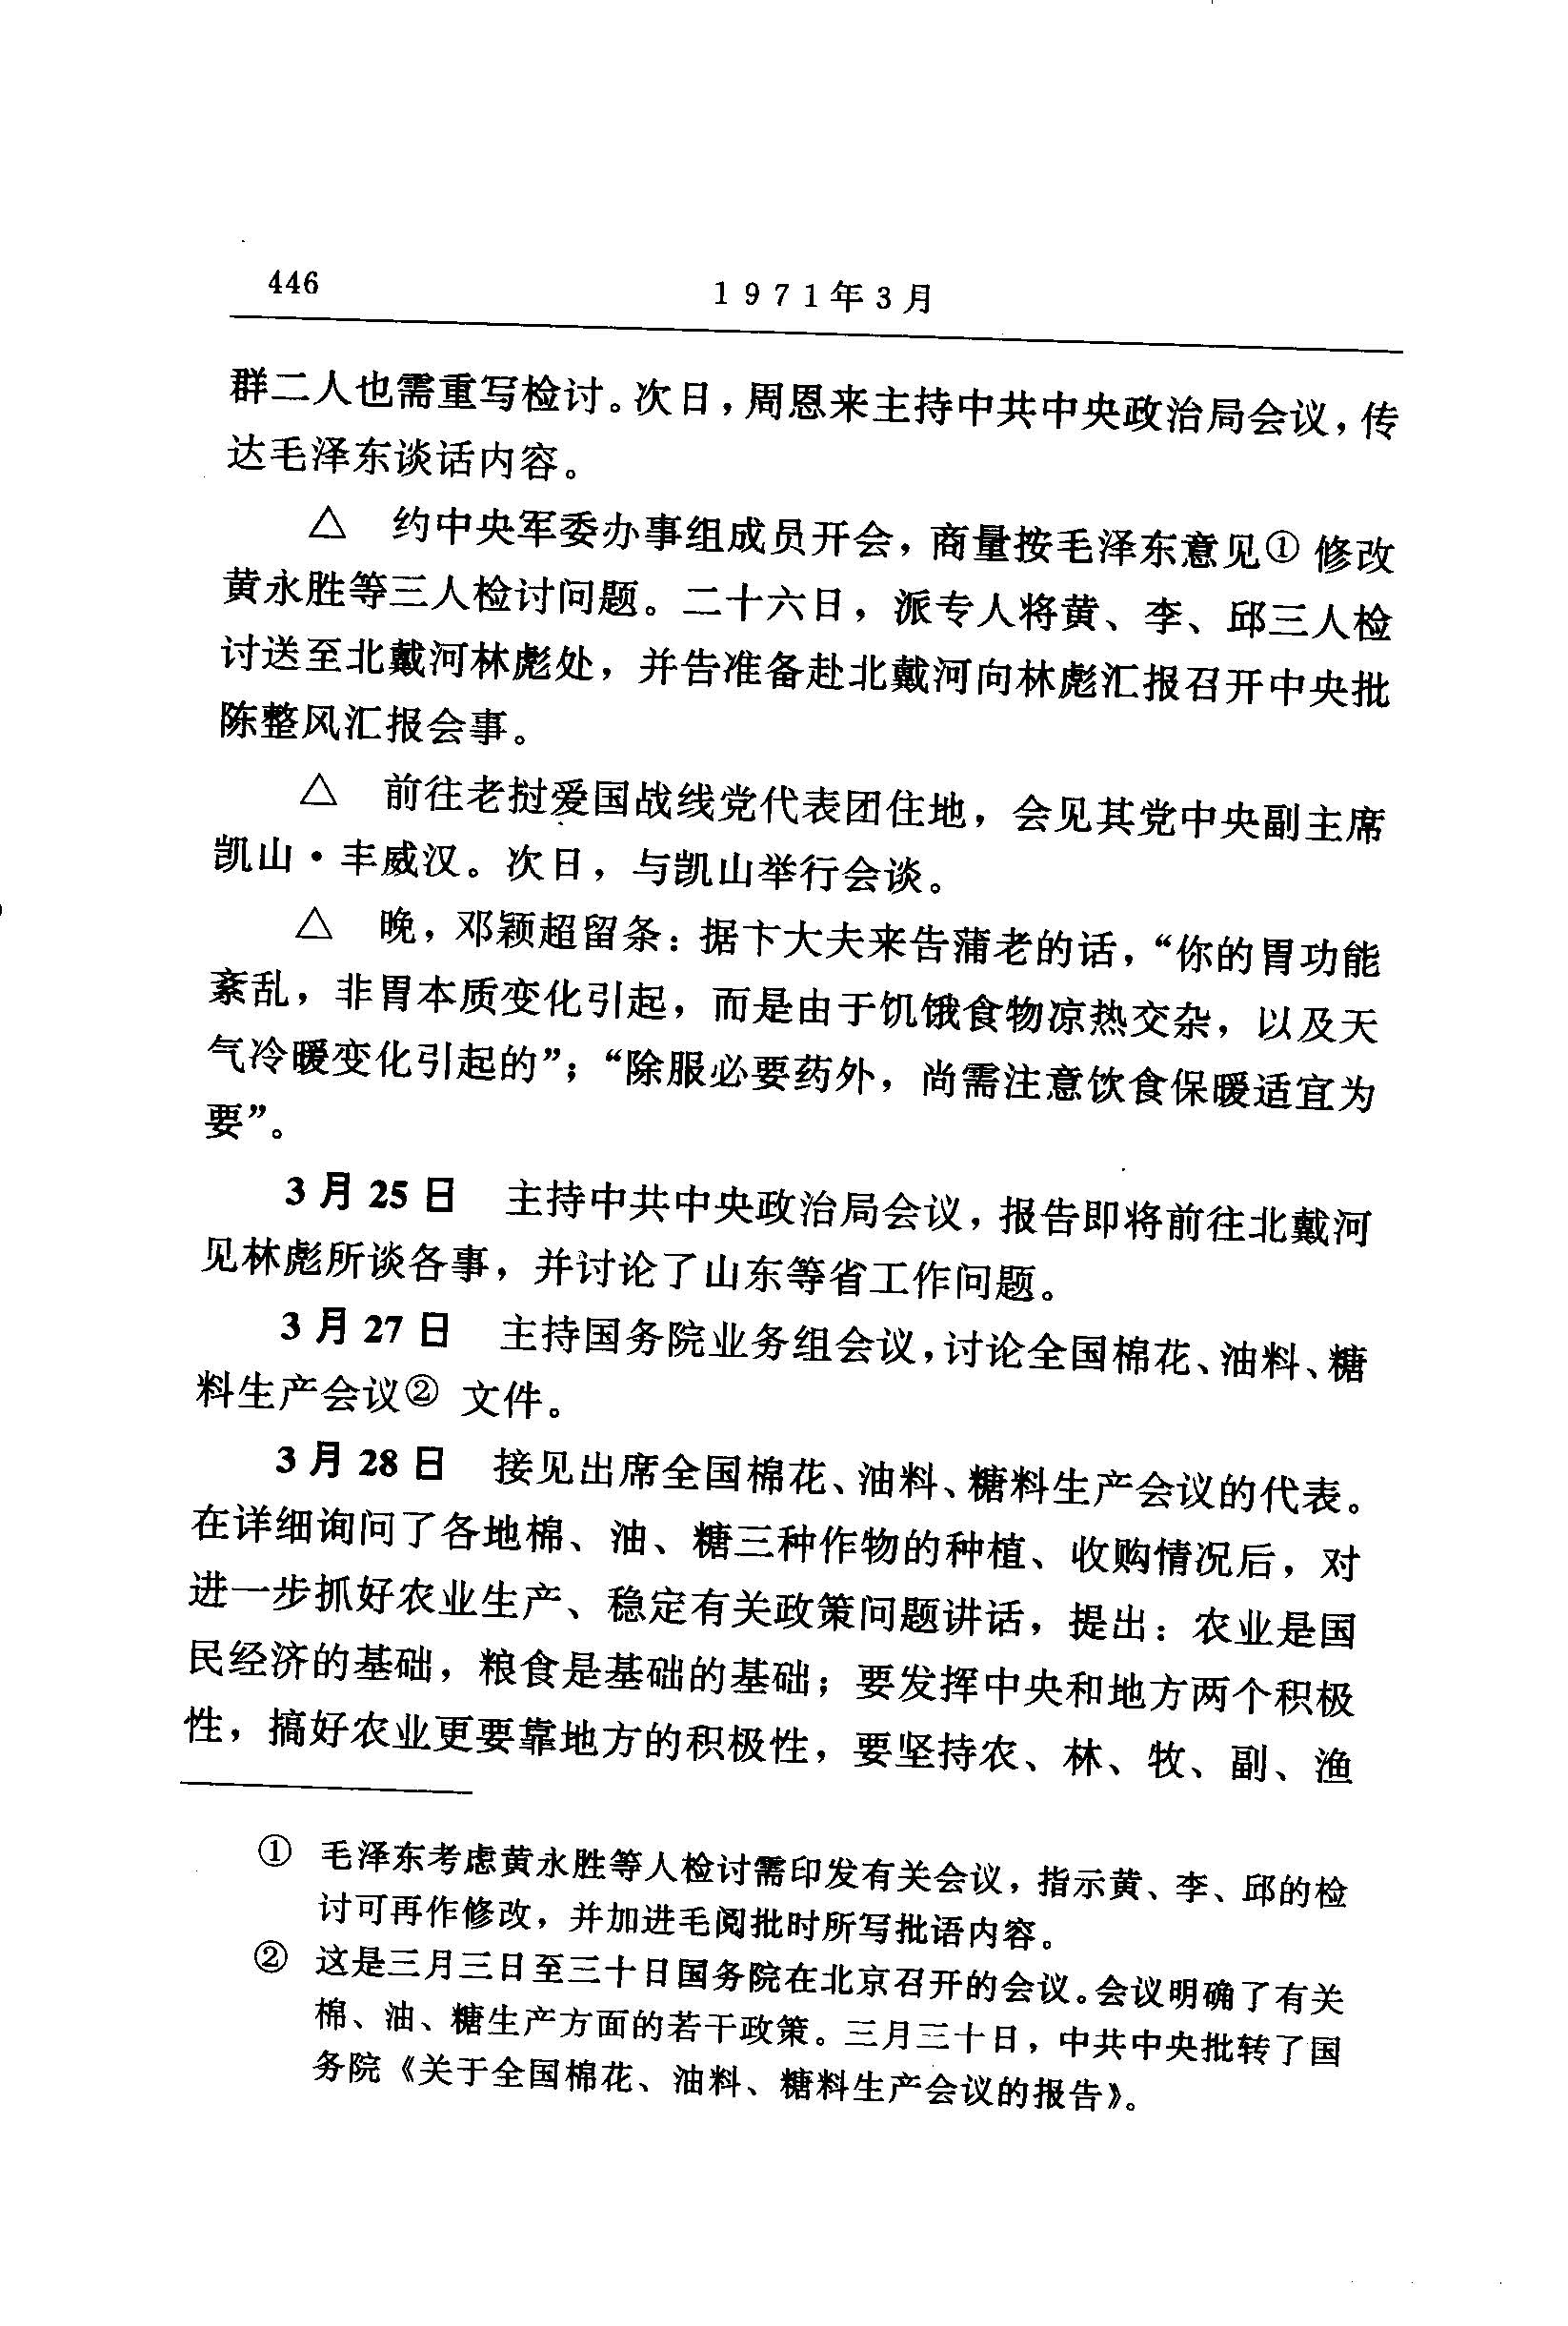 446
1971年3月
群二人也需重写检讨。次日，周恩来主持中共中央政治局会议，传
达毛泽东谈话内容。
△　约中央军委办事组成员开会，商量按毛泽东意见① 修改
黄永胜等三人检讨问题。二十六日，派专人将黄、李、邱三人检
讨送至北戴河林彪处，并告准备赴北戴河向林彪汇报召开中央批
陈整风汇报会事。
△　前往老挝爱国战线党代表团住地，会见其党中央副主席
凯山·丰威汉。次日，与凯山举行会谈。
△　晚，邓颖超留条：据卞大夫来告蒲老的话，“你的胃功能
紊乱，非胃本质变化引起，而是由于饥饿食物凉热交杂，以及天
气冷暖变化引起的”；“除服必要药外，尚需注意饮食保暖适宜为
要”。
3月25日　主持中共中央政治局会议，报告即将前往北戴河
见林彪所谈各事，并讨论了山东等省工作问题。
3月27日　主持国务院业务组会议，讨论全国棉花、油料、糖
料生产会议② 文件。
3月28日　接见出席全国棉花、油料、糖料生产会议的代表。
在详细询问了各地棉、油、糖三种作物的种植、收购情况后，对
进一步抓好农业生产、稳定有关政策问题讲话，提出：农业是国
民经济的基础，粮食是基础的基础；要发挥中央和地方两个积极
性，搞好农业更要靠地方的积极性，要坚持农、林、牧、副、渔
①　毛泽东考虑黄永胜等人检讨需印发有关会议，指示黄、李、邱的检
讨可再作修改，并加进毛阅批时所写批语内容。
②　这是三月三日至三十日国务院在北京召开的会议。会议明确了有关
棉、油、糖生产方面的若干政策。三月三十日，中共中央批转了国
务院《关于全国棉花、油料、糖料生产会议的报告》。